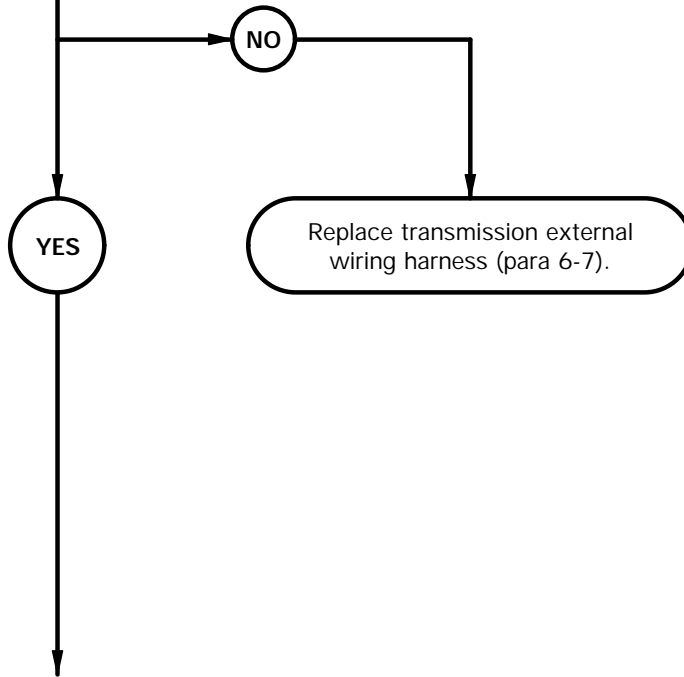 NO
YES
Replace transmission external
wiring harness (para 6-7).